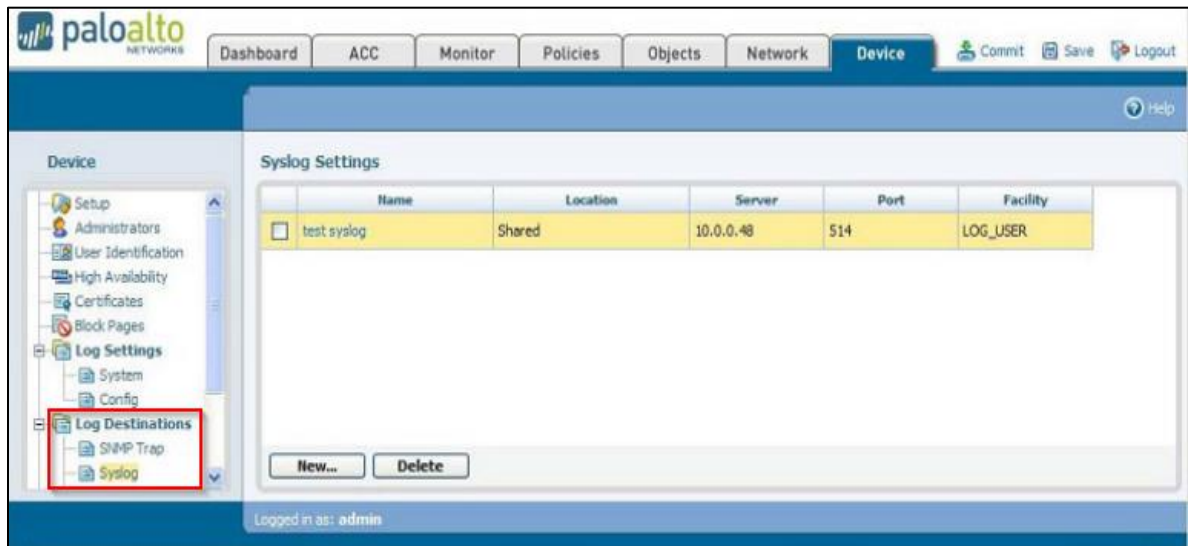 paloalto
NETWORKS
Dashboard ACC Monitor Policies Objects Network Device Commit Save Logout
Help
Device
Setup
Administrators
User Identification
High Availability
Certificates
Block Pages
Log Settings
System
Config
Log Destinations
SNMP Trap
Syslog
Syslog Settings
Name Location Server Port Facility
test syslog Shared 10.0.0.48 514 LOG_USER
New... Delete
Logged in as: admin